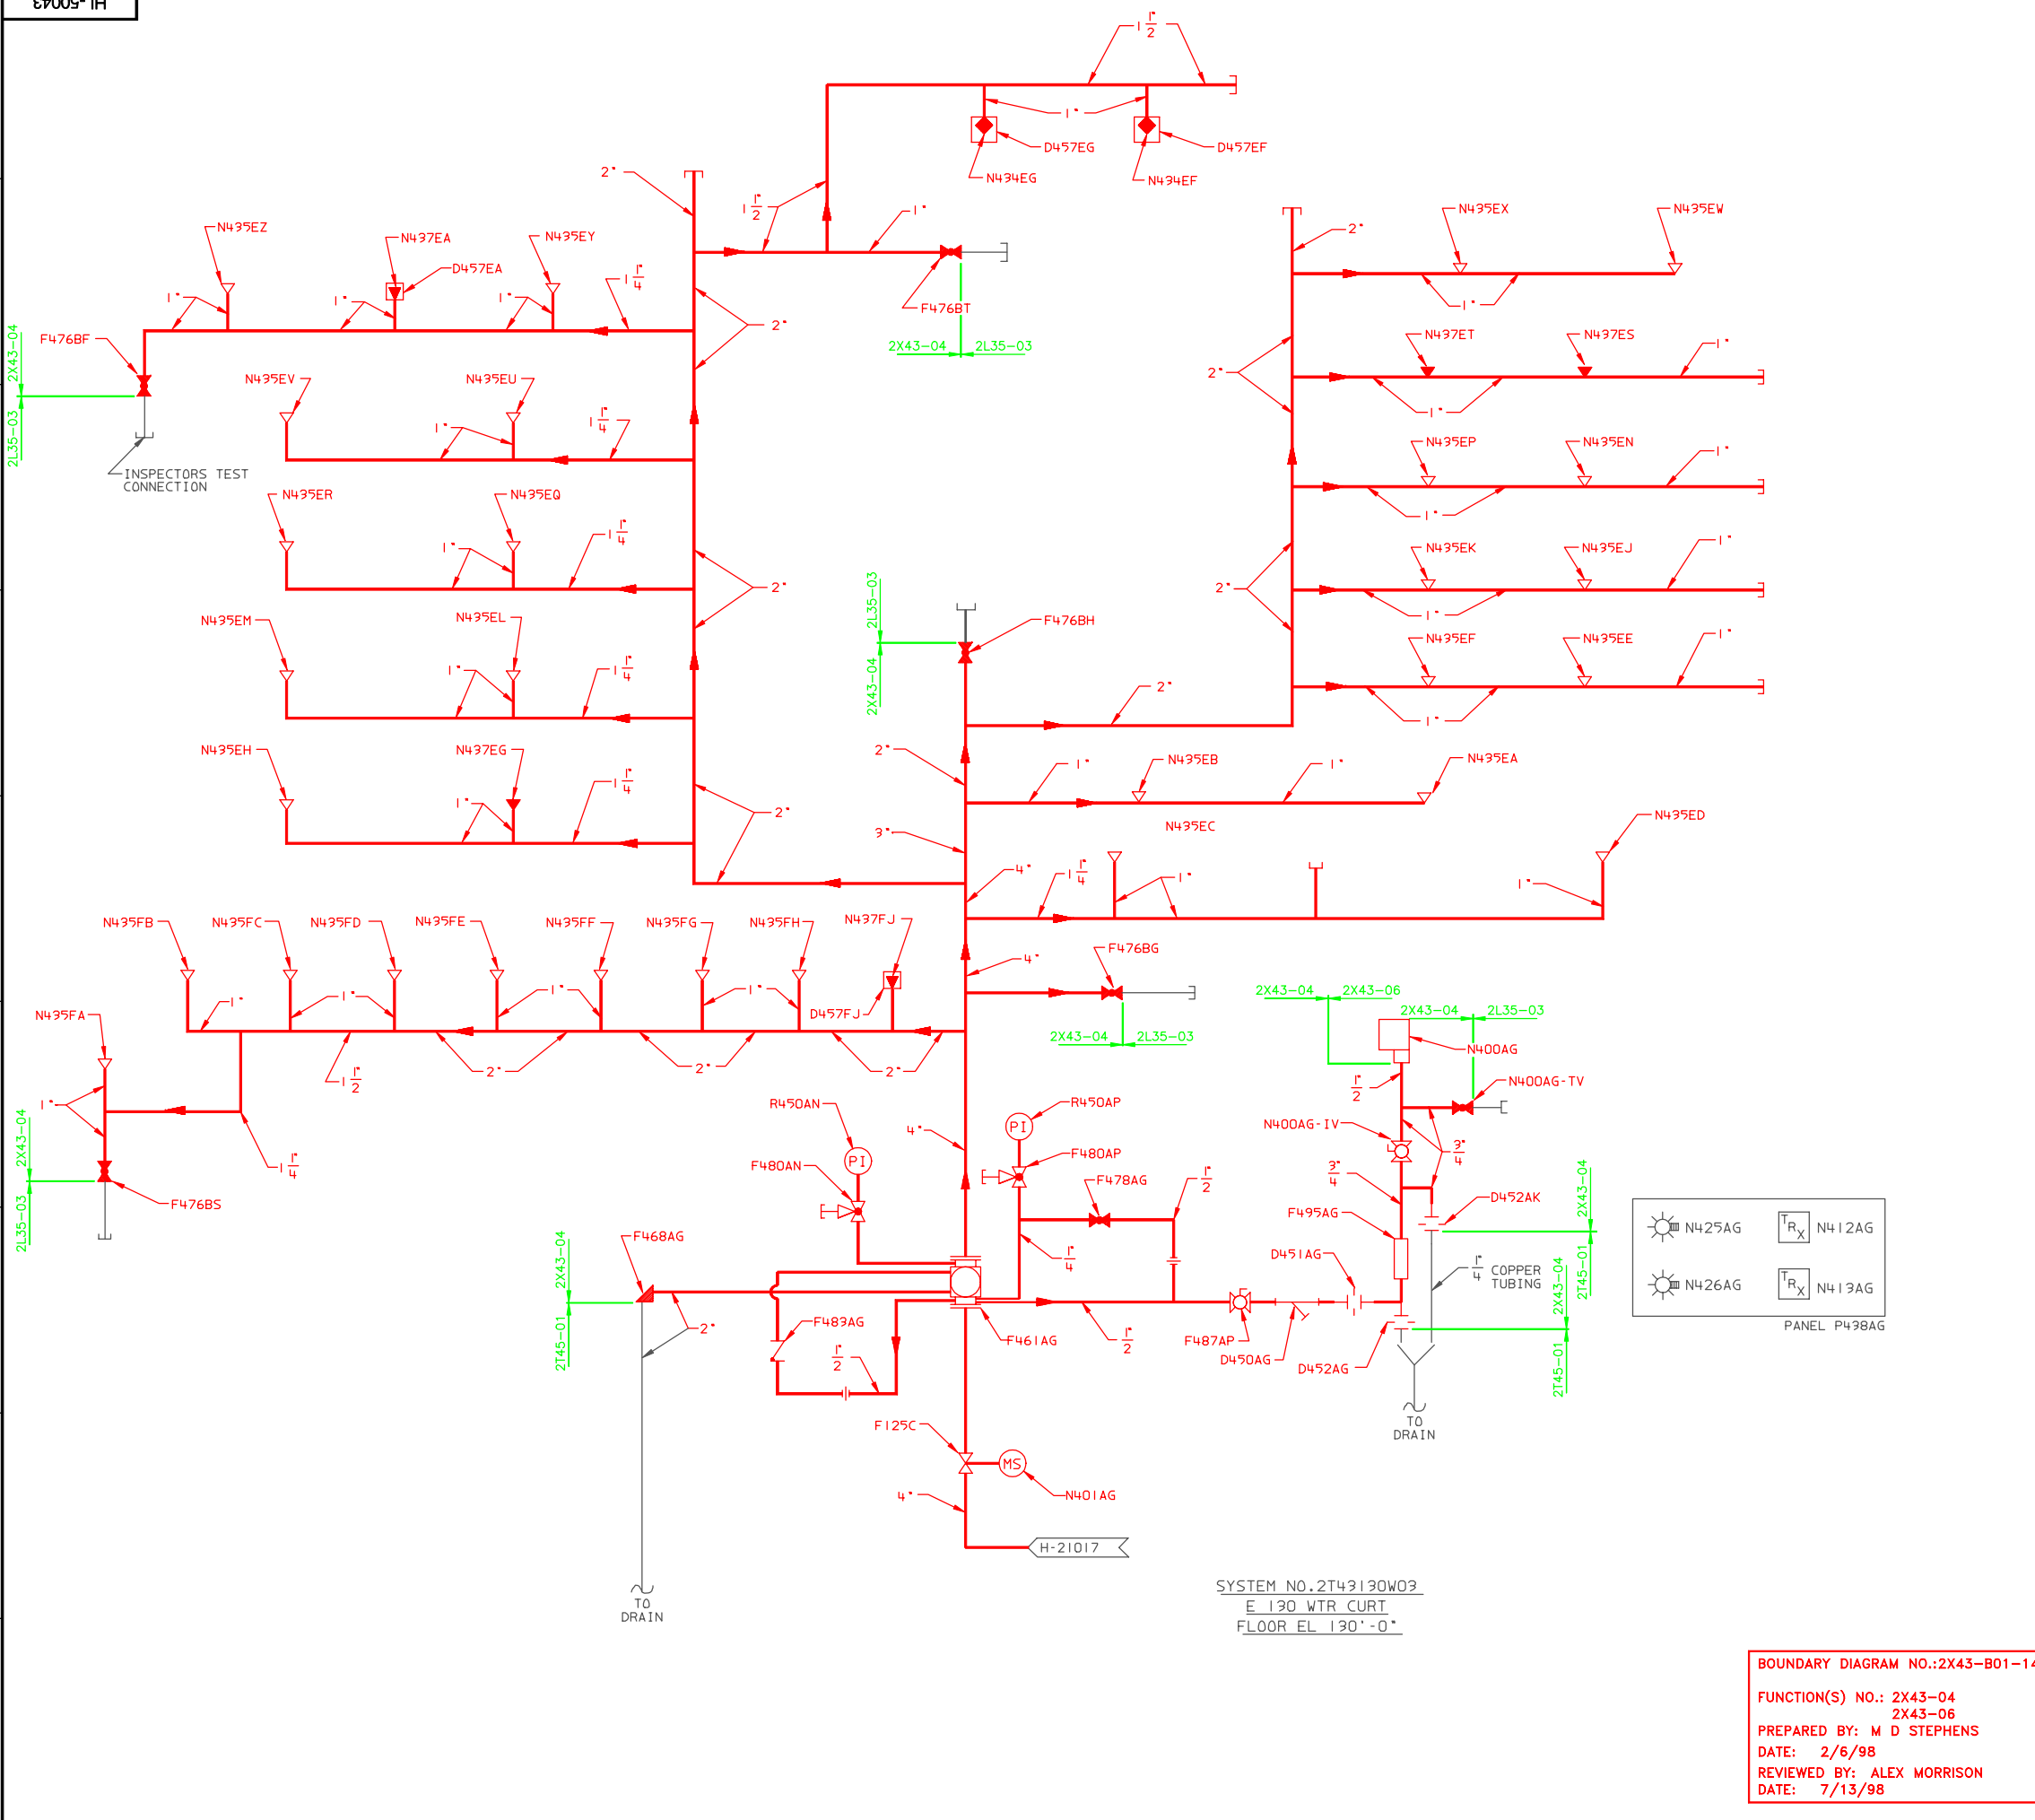 HL-50043
1 1/2"
1"
D457EG
D457EF
N434EG
N434EF
2"
1 1/2"
1"
N435EZ
N437EA
N435EY
D457EA
1 1/4"
1"
1"
1"
F476BT
2"
2X43-04
2L35-03
F476BF
2X43-04
2L35-03
INSPECTORS TEST
CONNECTION
N435EX
N435EW
2"
1"
N437ET
N437ES
1"
2"
1"
N435EP
N435EN
1"
1"
N435EK
N435EJ
1"
2"
1"
N435EF
N435EE
1"
1"
N435EV
N435EU
1"
1 1/4"
N435ER
N435EQ
1"
1 1/4"
2"
N435EM
N435EL
1"
1 1/4"
N435EH
N437EG
1"
1 1/4"
2"
2L35-03
2X43-04
F476BH
2"
2"
1"
N435EB
1"
N435EA
3"
N435EC
N435ED
4"
1 1/4"
1"
1"
N435FB
N435FC
N435FD
N435FE
N435FF
N435FG
N435FH
N437FJ
4"
F476BG
2X43-04
2L35-03
D457FJ
1"
1"
1"
1"
N435FA
1"
1 1/2"
2"
2"
2"
1 1/4"
F476BS
2X43-04
2L35-03
2X43-04
2X43-06
2X43-04
2L35-03
N400AG
1/2"
N400AG-TV
N400AG-IV
3/4"
3/4"
R450AN
PI
F480AN
4"
R450AP
PI
F480AP
F478AG
1/2"
1/4"
F495AG
D452AK
2X43-04
2T45-01
D451AG
1/4" COPPER
TUBING
2X43-04
2T45-01
F468AG
2X43-04
2T45-01
2"
F483AG
1/2"
F461AG
1/2"
F487AP
D450AG
D452AG
TO
DRAIN
N425AG
TRX
N412AG
N426AG
TRX
N413AG
PANEL P438AG
F125C
MS
N401AG
4"
H-21017
TO
DRAIN
SYSTEM NO.2T43130W03
E 130 WTR CURT
FLOOR EL 130'-0"
BOUNDARY DIAGRAM NO.:2X43-B01-14
FUNCTION(S) NO.: 2X43-04
2X43-06
PREPARED BY: M D STEPHENS
DATE: 2/6/98
REVIEWED BY: ALEX MORRISON
DATE: 7/13/98